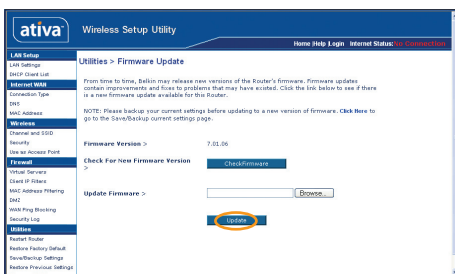 ativa
Wireless Setup Utility
Home |Help |Login Internet Status:No Connection
LAN Setup
LAN Settings
DHCP Client List
Internet WAN
Connection Type
DNS
MAC Address
Wireless
Channel and SSID
Security
Use as Access Point
Firewall
Virtual Servers
Client IP Filters
MAC Address Filtering
DMZ
WAN Ping Blocking
Security Log
Utilities
Restart Router
Restore Factory Default
Save/Backup Settings
Restore Previous Settings
Utilities > Firmware Update
From time to time, Belkin may release new versions of the Router's firmware. Firmware updates
contain improvements and fixes to problems that may have existed. Click the link below to see if there
is a new firmware update available for this Router.
NOTE: Please backup your current settings before updating to a new version of firmware. Click Here to
go to the Save/Backup current settings page.
Firmware Version > 7.01.06
Check For New Firmware Version
> CheckFirmware
Update Firmware > Browse...
Update